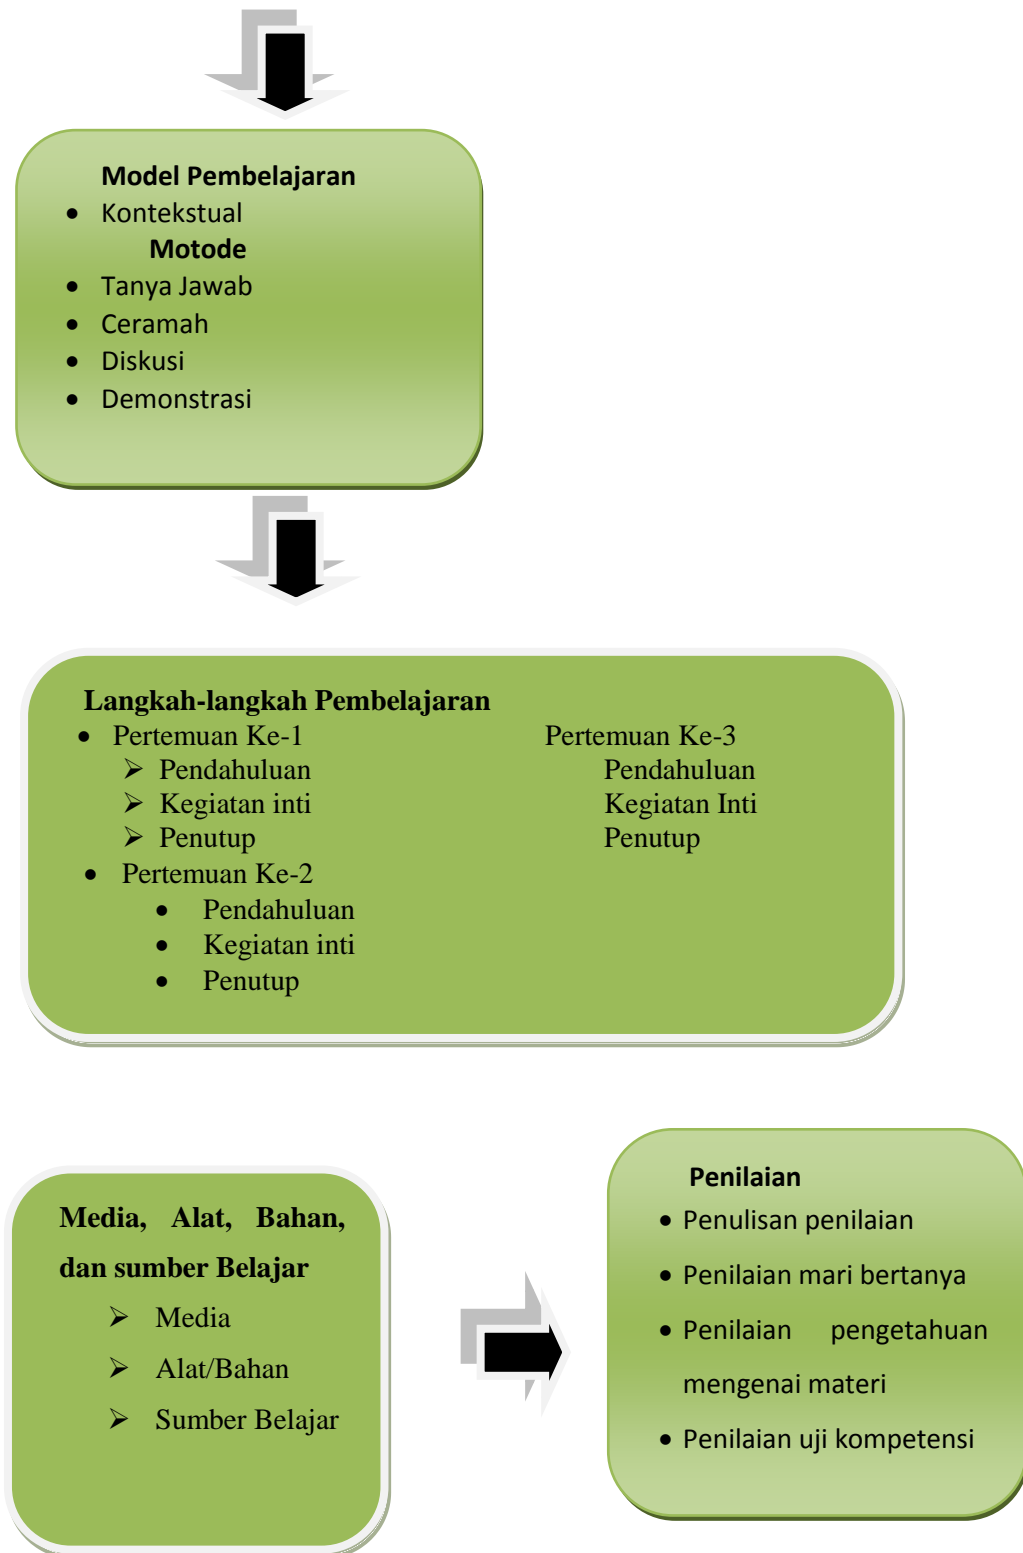 Model Pembelajaran
• Kontekstual
Motode
• Tanya Jawab
• Ceramah
• Diskusi
• Demonstrasi
Langkah-langkah Pembelajaran
• Pertemuan Ke-1
➢ Pendahuluan
➢ Kegiatan inti
➢ Penutup
• Pertemuan Ke-2
• Pendahuluan
• Kegiatan inti
• Penutup
Pertemuan Ke-3
Pendahuluan
Kegiatan Inti
Penutup
Media, Alat, Bahan,
dan sumber Belajar
➢ Media
➢ Alat/Bahan
➢ Sumber Belajar
Penilaian
• Penulisan penilaian
• Penilaian mari bertanya
• Penilaian pengetahuan
mengenai materi
• Penilaian uji kompetensi